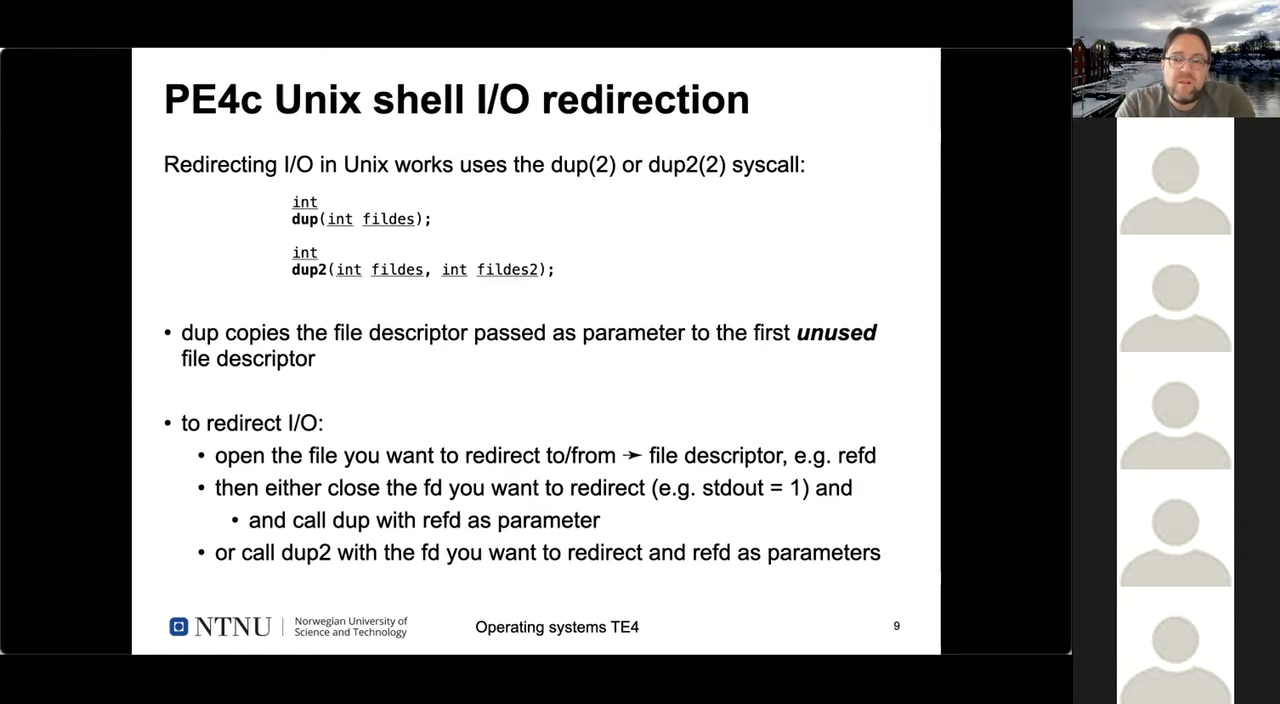 PE4c Unix shell I/O redirection
Redirecting I/O in Unix works uses the dup(2) or dup2(2) syscall:
int
dup(int fildes);
int
dup2(int fildes, int fildes2);
• dup copies the file descriptor passed as parameter to the first unused
file descriptor
• to redirect I/O:
• open the file you want to redirect to/from ➛ file descriptor, e.g. refd
• then either close the fd you want to redirect (e.g. stdout = 1) and
• and call dup with refd as parameter
• or call dup2 with the fd you want to redirect and refd as parameters
NTNU
Norwegian University of
Science and Technology
Operating systems TE4
9